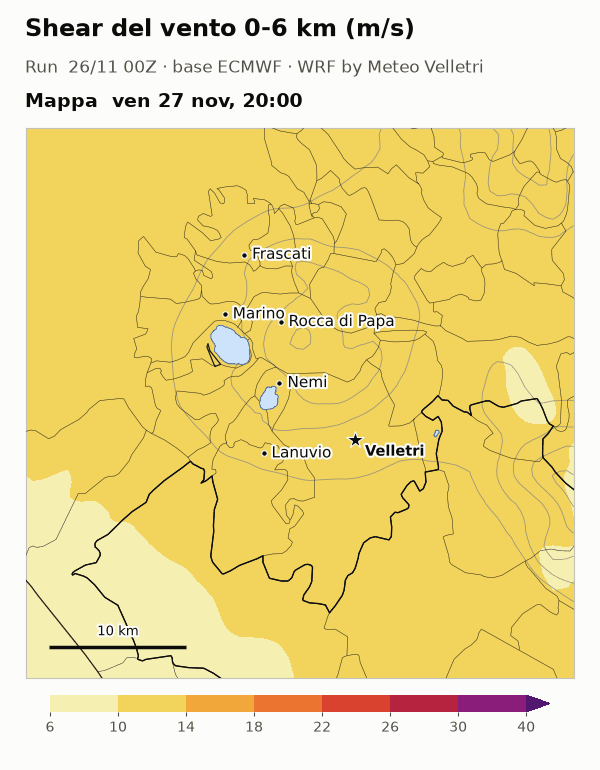 Shear del vento 0-6 km (m/s)
Run  26/11 00Z · base ECMWF · WRF by Meteo Velletri
Mappa  ven 27 nov, 20:00
Frascati
Marino
Rocca di Papa
Nemi
Velletri
Lanuvio
10 km
6 10 14 18 22 26 30 40